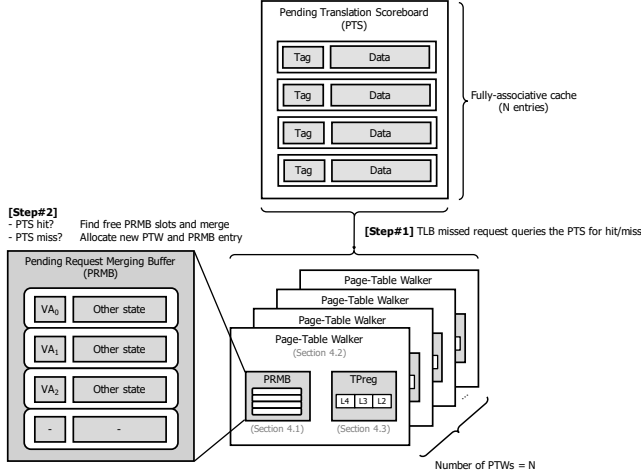 Pending Translation Scoreboard
(PTS)
Tag Data
Tag Data
Tag Data
Tag Data
Fully-associative cache
(N entries)
[Step#2]
- PTS hit? Find free PRMB slots and merge
- PTS miss? Allocate new PTW and PRMB entry
[Step#1] TLB missed request queries the PTS for hit/miss
Pending Request Merging Buffer
(PRMB)
VA0 Other state
VA1 Other state
VA2 Other state
- -
Page-Table Walker
Page-Table Walker
Page-Table Walker
Page-Table Walker
(Section 4.2)
PRMB
(Section 4.1)
TPreg
L4 L3 L2
(Section 4.3)
...
Number of PTWs = N